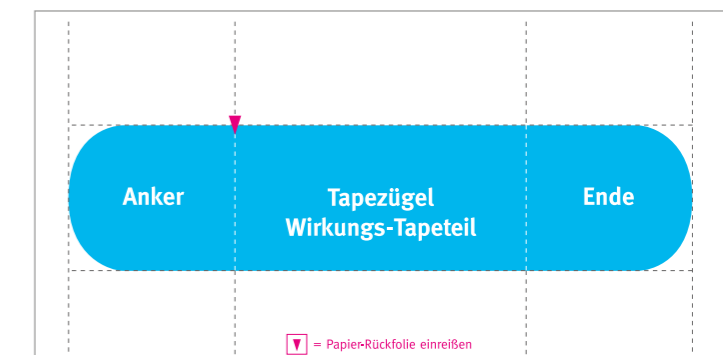 Anker
Tapezügel
Wirkungs-Tapeteil
Ende
= Papier-Rückfolie einreißen